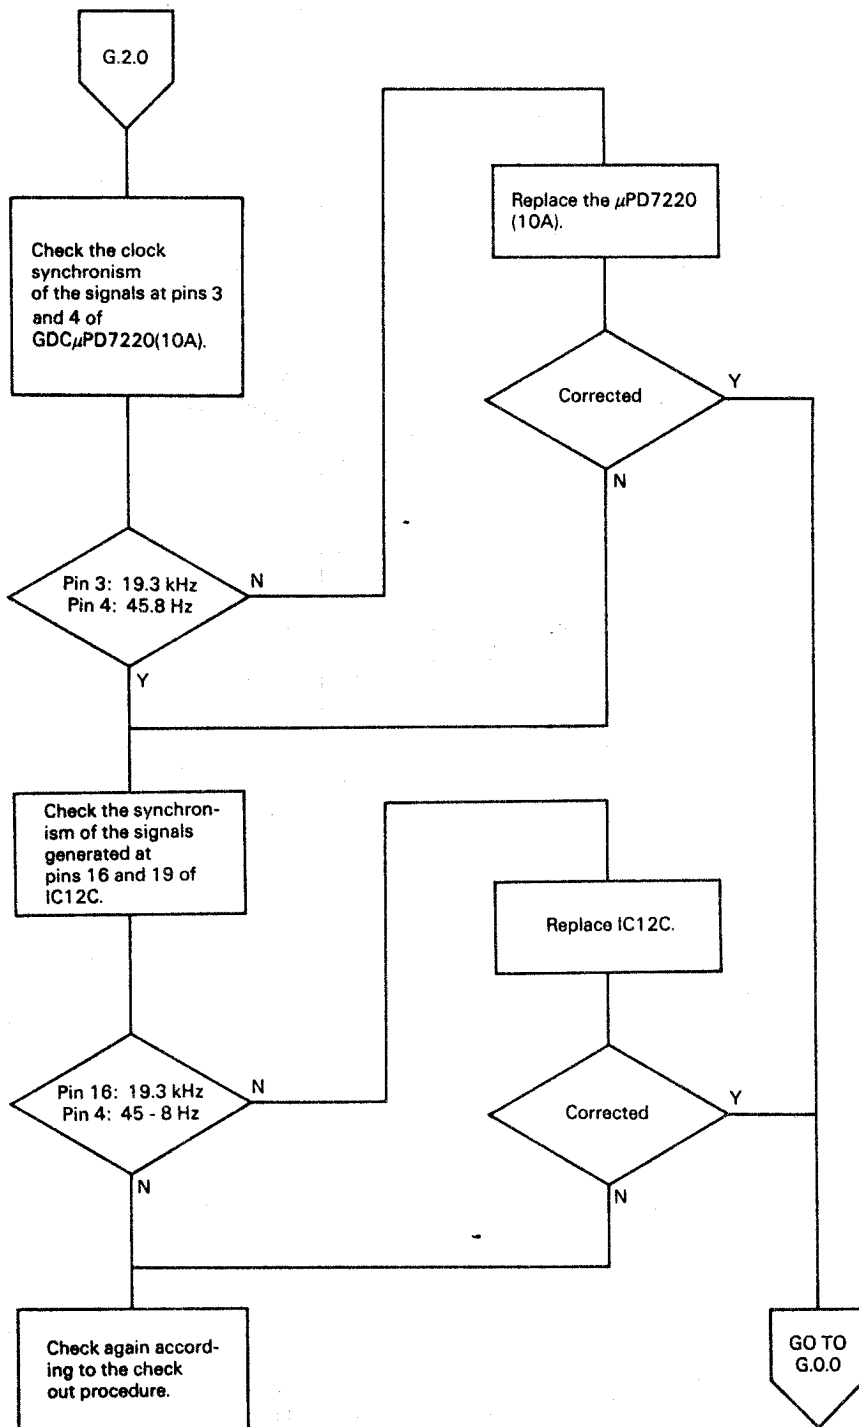 G.2.0
Check the clock
synchronism
of the signals at pins 3
and 4 of
GDCμPD7220(10A).
Replace the μPD7220
(10A).
Corrected
Y
N
Pin 3: 19.3 kHz
Pin 4: 45.8 Hz
N
Y
Check the synchron-
ism of the signals
generated at
pins 16 and 19 of
IC12C.
Replace IC12C.
Pin 16: 19.3 kHz
Pin 4: 45 - 8 Hz
N
N
Corrected
Y
N
Check again accord-
ing to the check
out procedure.
GO TO
G.0.0